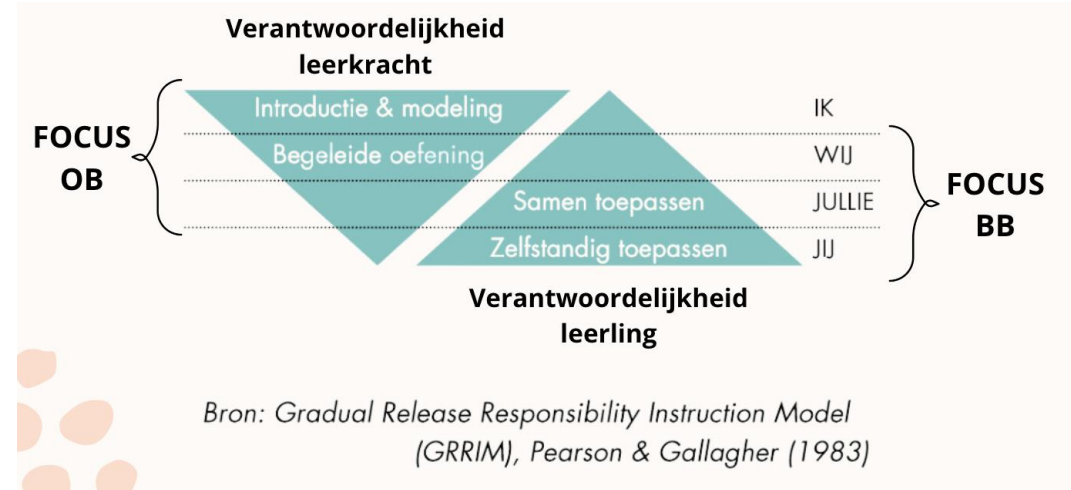 Verantwoordelijkheid
leerkracht
FOCUS
OB
Introductie & modeling
IK
Begeleide oefening
WIJ
Samen toepassen
JULLIE
Zelfstandig toepassen
JIJ
FOCUS
BB
Verantwoordelijkheid
leerling
Bron: Gradual Release Responsibility Instruction Model
(GRRIM), Pearson & Gallagher (1983)